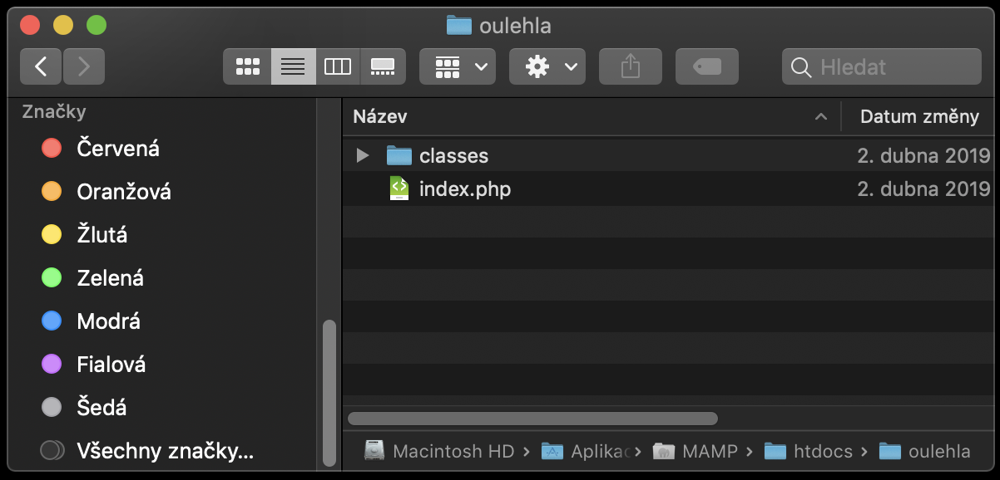 oulehla
Hledat
Značky
Červená
Oranžová
Žlutá
Zelená
Modrá
Fialová
Šedá
Všechny značky...
Název Datum změny
classes 2. dubna 2019
index.php 2. dubna 2019
Macintosh HD › Aplikac › MAMP › htdocs › oulehla